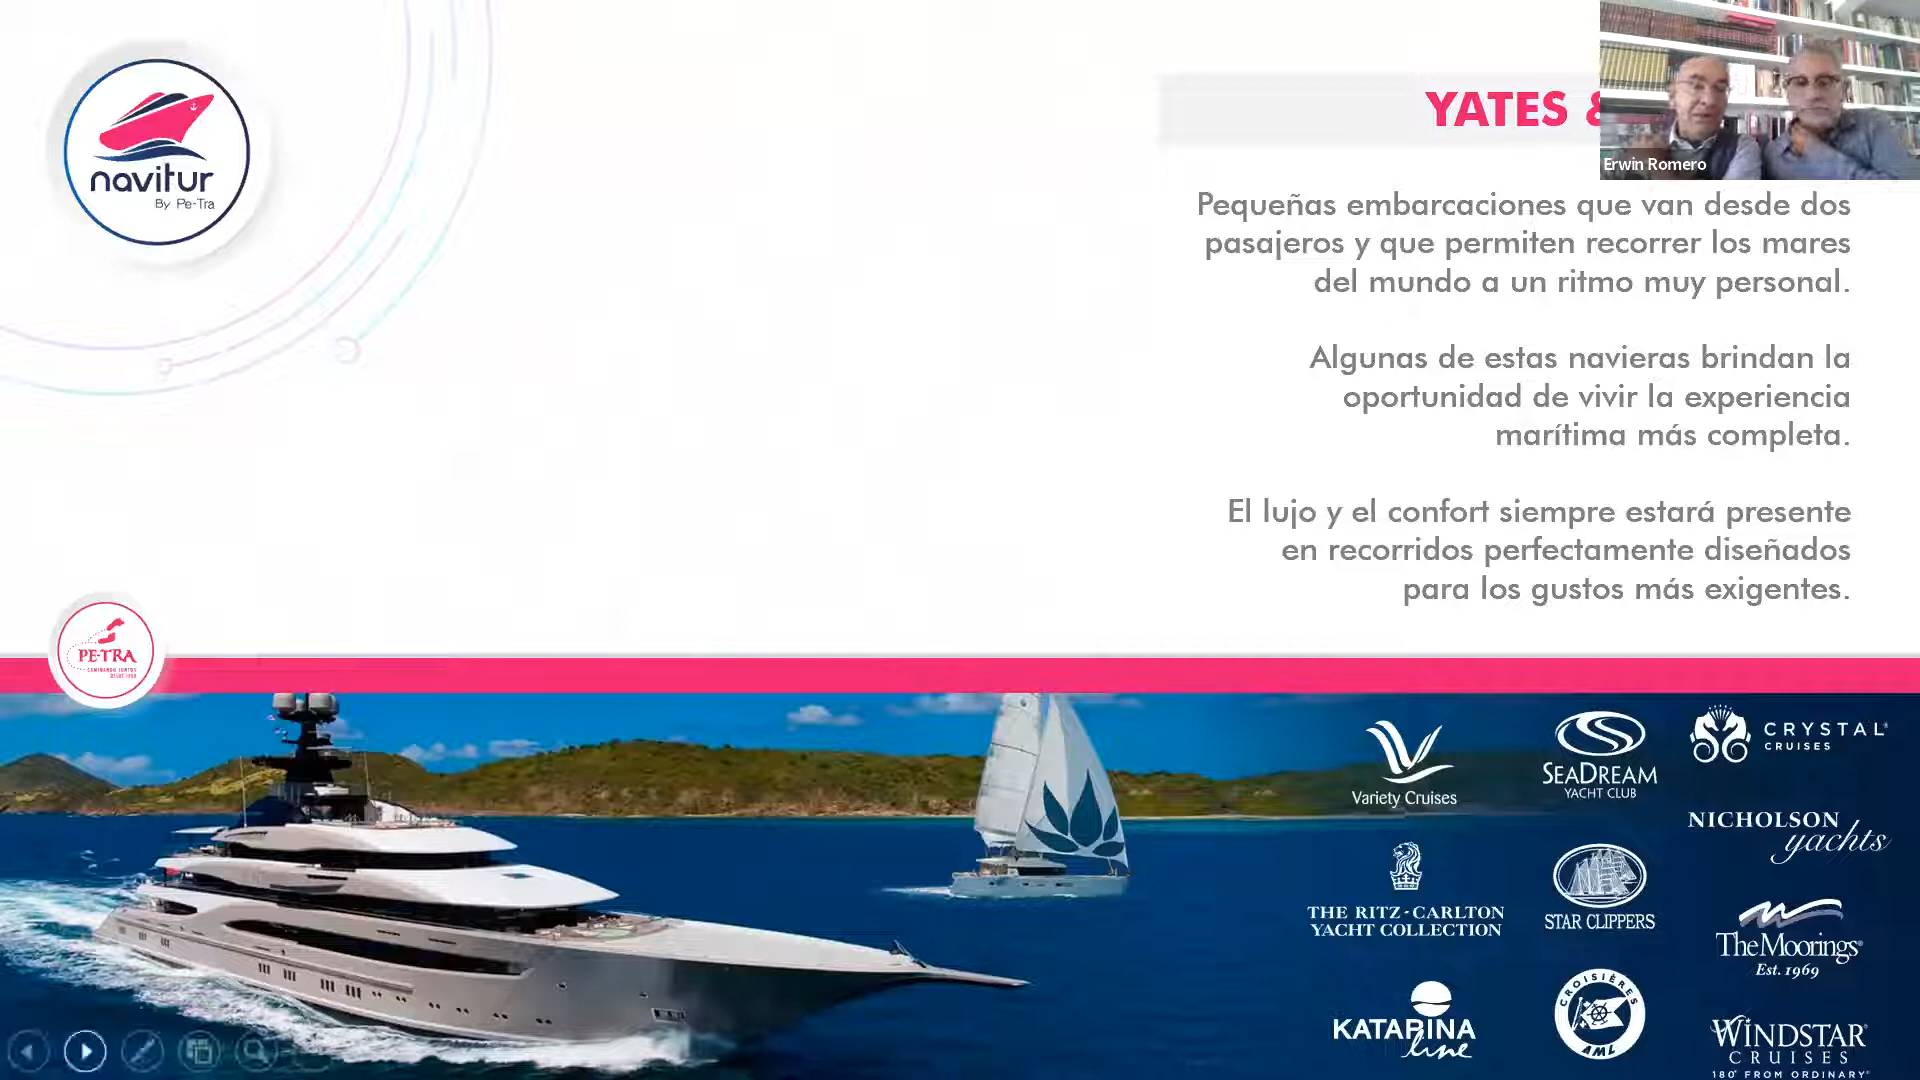 navitur
By Pe-Tra
YATES &
Erwin Romero
Pequeñas embarcaciones que van desde dos
pasajeros y que permiten recorrer los mares
del mundo a un ritmo muy personal.
Algunas de estas navieras brindan la
oportunidad de vivir la experiencia
marítima más completa.
El lujo y el confort siempre estará presente
en recorridos perfectamente diseñados
para los gustos más exigentes.
PE-TRA
CAMINANDO JUNTOS
Variety Cruises
SEADREAM
YACHT CLUB
CRYSTAL
CRUISES
NICHOLSON
yachts
THE RITZ-CARLTON
YACHT COLLECTION
STAR CLIPPERS
The Moorings®
Est. 1969
KATARINA
line
CROISIÈRES
AML
WINDSTAR®
CRUISES
180° FROM ORDINARY®